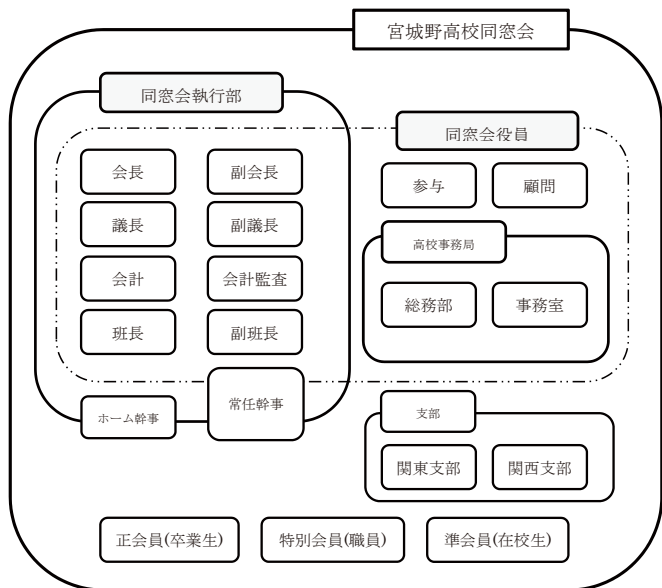 宮城野高校同窓会
同窓会執行部
同窓会役員
会長
副会長
参与
顧問
議長
副議長
高校事務局
会計
会計監査
総務部
事務室
班長
副班長
ホーム幹事
常任幹事
支部
関東支部
関西支部
正会員(卒業生)
特別会員(職員)
準会員(在校生)